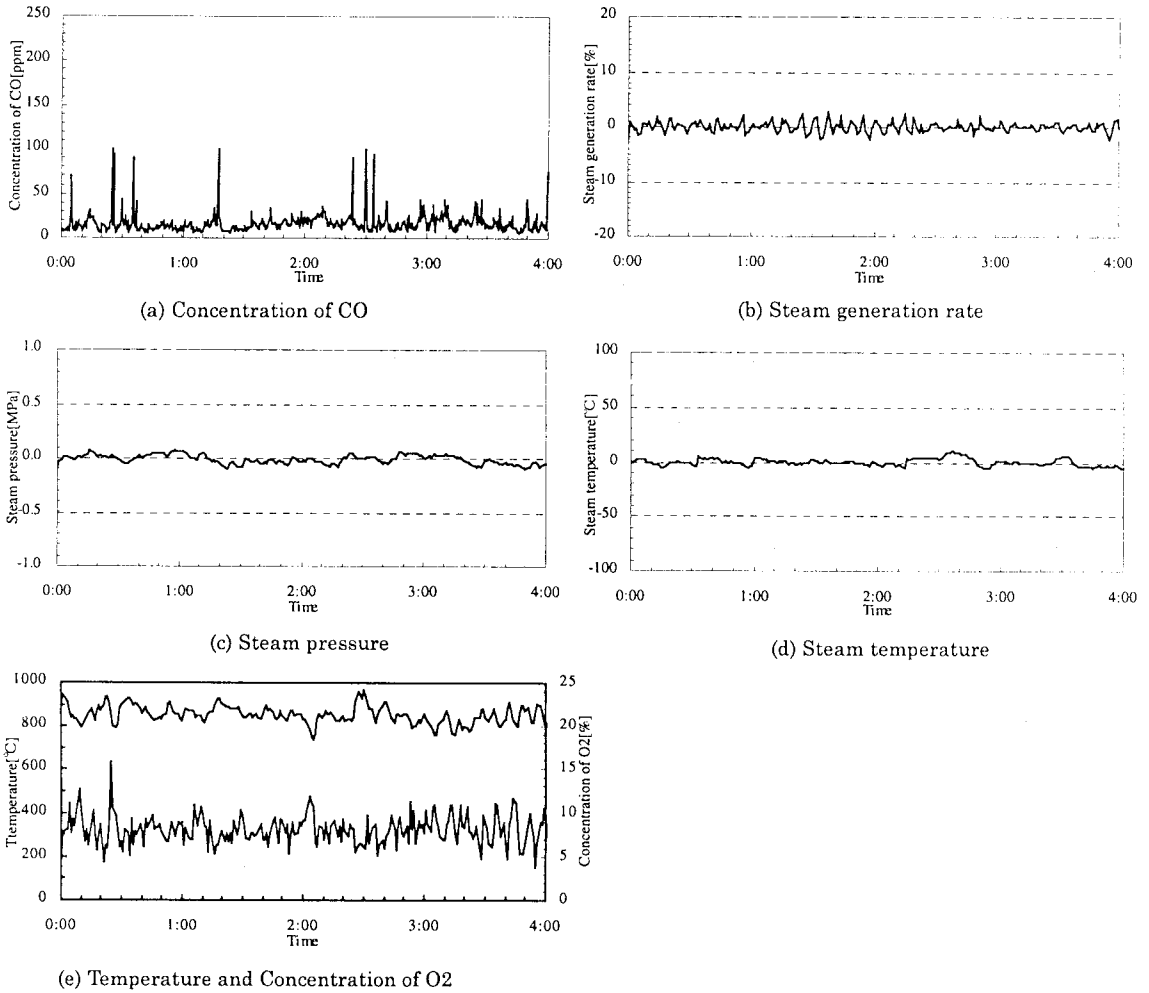 250
200
150
100
50
0
Concentration of CO[ppm]
0:00 1:00 2:00 3:00 4:00
Time
(a) Concentration of CO
20
10
0
-10
-20
Steam generation rate[%]
0:00 1:00 2:00 3:00 4:00
Time
(b) Steam generation rate
1.0
0.5
0.0
-0.5
-1.0
Steam pressure[MPa]
0:00 1:00 2:00 3:00 4:00
Time
(c) Steam pressure
100
50
0
-50
-100
Steam temperature[℃]
0:00 1:00 2:00 3:00 4:00
Time
(d) Steam temperature
1000
800
600
400
200
0
Ttemperature[℃]
25
20
15
10
5
0
Concentration of O2[%]
0:00 1:00 2:00 3:00 4:00
Time
(e) Temperature and Concentration of O2